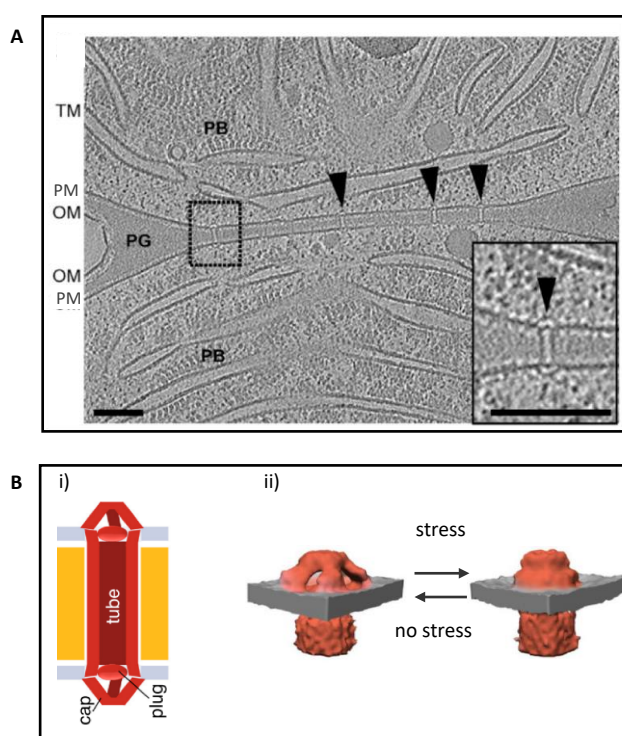 A
TM
PB
PM
OM
PG
OM
PM
PB
B
i)
ii)
tube
cap
plug
stress
no stress